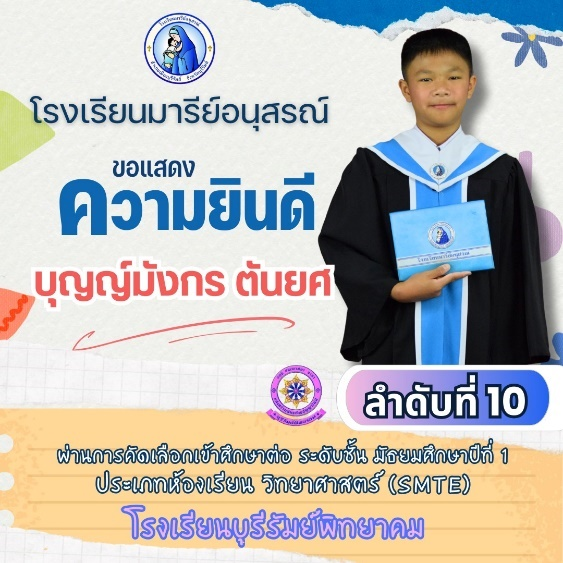 โรงเรียนมารีย์อนุสรณ์
ขอแสดง
ความยินดี
บุญญ์มังกร ตันยศ
ลำดับที่ 10
ผ่านการคัดเลือกเข้าศึกษาต่อ ระดับชั้น มัธยมศึกษาปีที่ 1
ประเภทห้องเรียน วิทยาศาสตร์ (SMTE)
โรงเรียนบุรีรัมย์พิทยาคม